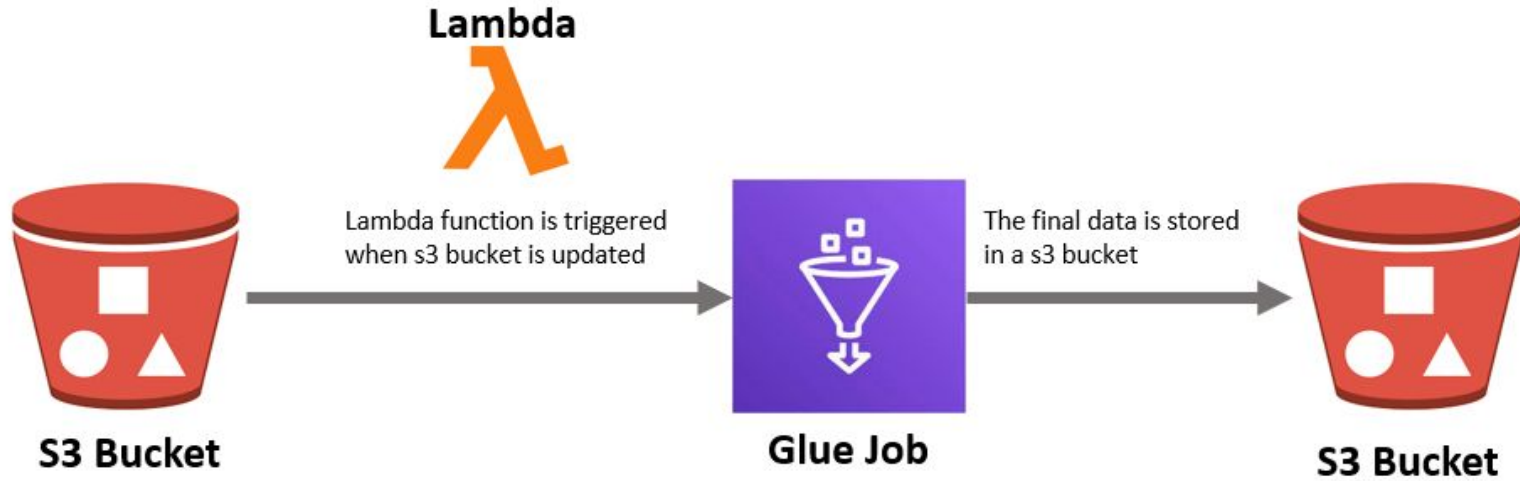 Lambda
Lambda function is triggered
when s3 bucket is updated
The final data is stored
in a s3 bucket
S3 Bucket
Glue Job
S3 Bucket